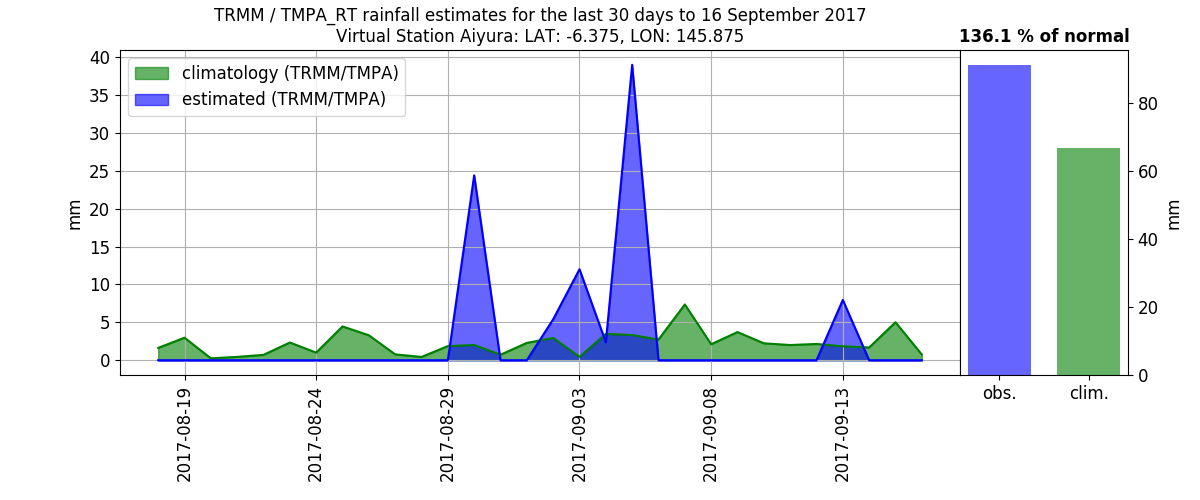 TRMM / TMPA_RT rainfall estimates for the last 30 days to 16 September 2017
Virtual Station Aiyura: LAT: -6.375, LON: 145.875
136.1 % of normal
climatology (TRMM/TMPA)
estimated (TRMM/TMPA)
mm
40
35
30
25
20
15
10
5
0
2017-08-19
2017-08-24
2017-08-29
2017-09-03
2017-09-08
2017-09-13
obs.
clim.
80
60
40
20
0
mm